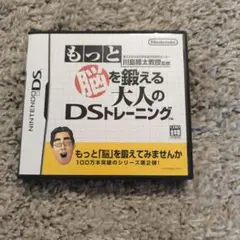 もっと
川島隆太教授監修
Nintendo
脳を鍛える
大人の
DSトレーニング
NINTENDO DS
もっと「脳」を鍛えてみませんか
100万本突破のシリーズ第2弾!